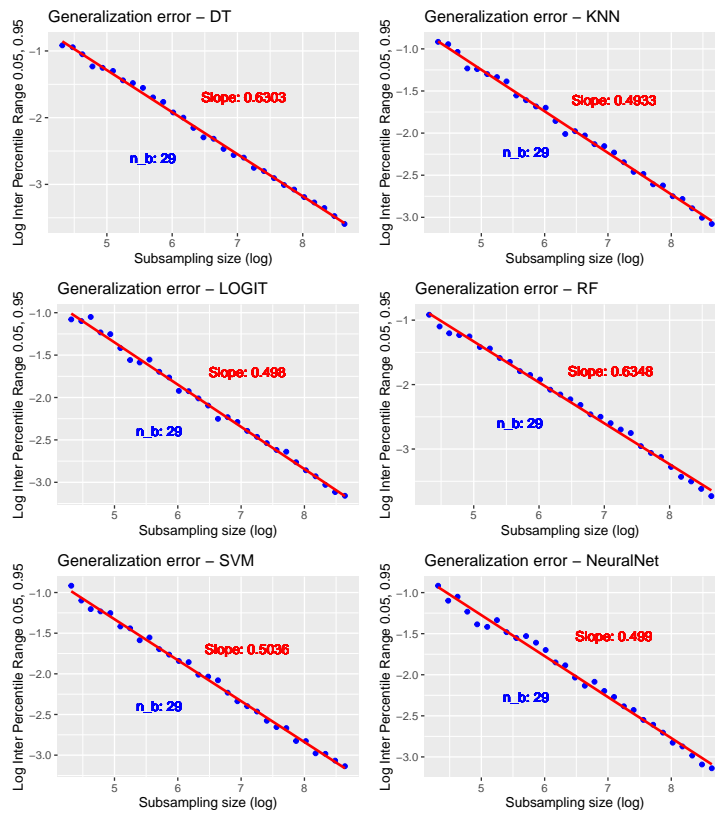 Generalization error – DT
Log Inter Percentile Range 0.05, 0.95
−1
−2
−3
Slope: 0.6303
n_b: 29
5
6
7
8
Subsampling size (log)
Generalization error – KNN
Log Inter Percentile Range 0.05, 0.95
−1.0
−1.5
−2.0
−2.5
−3.0
Slope: 0.4933
n_b: 29
5
6
7
8
Subsampling size (log)
Generalization error – LOGIT
Log Inter Percentile Range 0.05, 0.95
−1.0
−1.5
−2.0
−2.5
−3.0
Slope: 0.498
n_b: 29
5
6
7
8
Subsampling size (log)
Generalization error – RF
Log Inter Percentile Range 0.05, 0.95
−1
−2
−3
Slope: 0.6348
n_b: 29
5
6
7
8
Subsampling size (log)
Generalization error – SVM
Log Inter Percentile Range 0.05, 0.95
−1.0
−1.5
−2.0
−2.5
−3.0
Slope: 0.5036
n_b: 29
5
6
7
8
Subsampling size (log)
Generalization error – NeuralNet
Log Inter Percentile Range 0.05, 0.95
−1.0
−1.5
−2.0
−2.5
−3.0
Slope: 0.499
n_b: 29
5
6
7
8
Subsampling size (log)